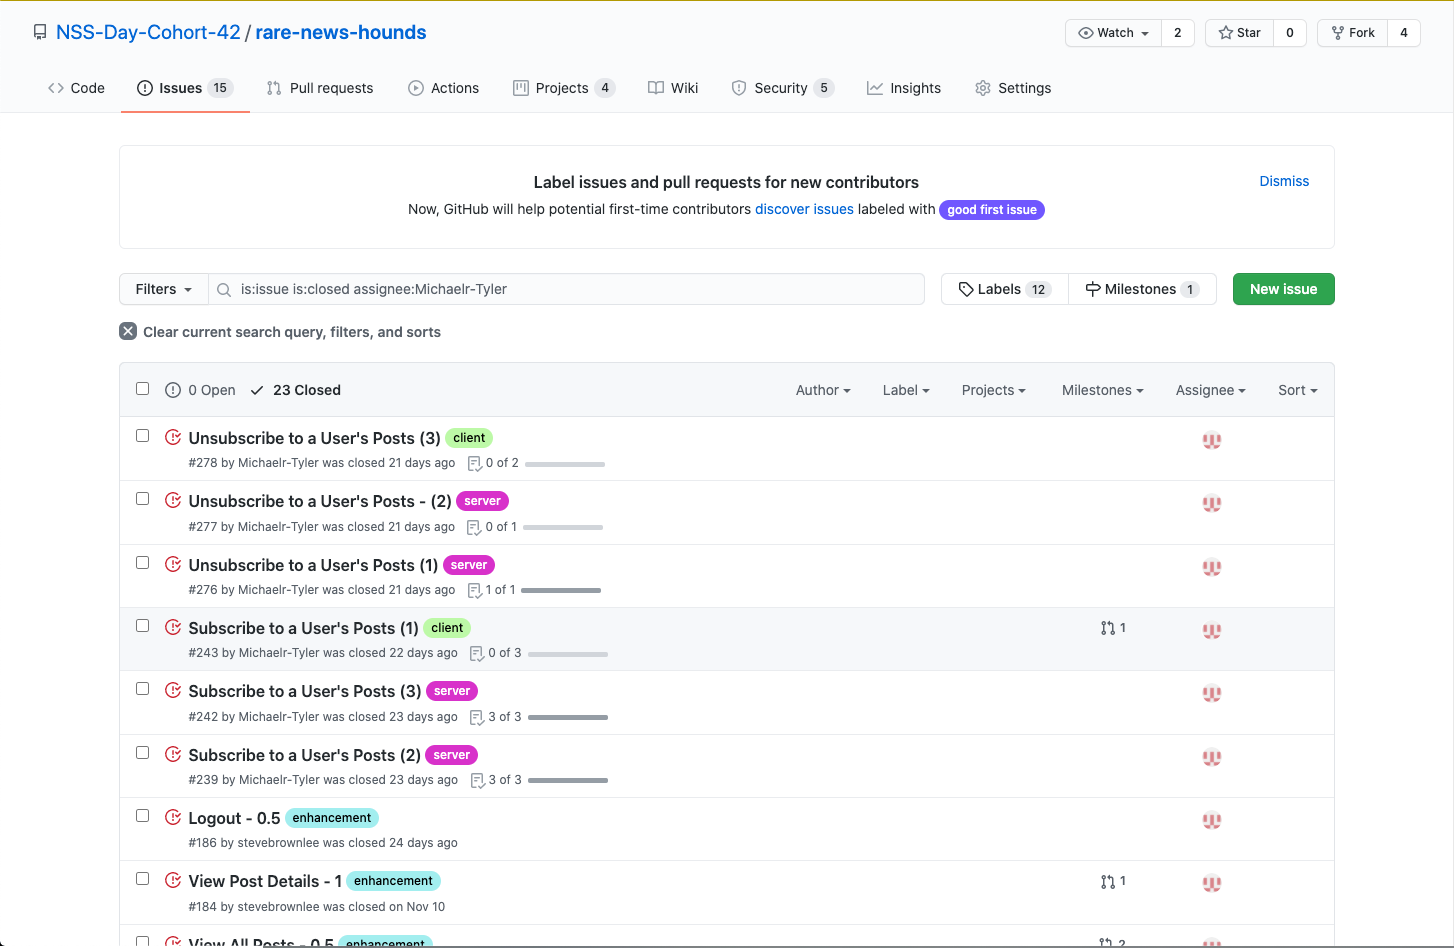 NSS-Day-Cohort-42 / rare-news-hounds
Watch 2 Star 0 Fork 4
Code Issues 15 Pull requests Actions Projects 4 Wiki Security 5 Insights Settings
Label issues and pull requests for new contributors
Dismiss
Now, GitHub will help potential first-time contributors discover issues labeled with good first issue
Filters is:issue is:closed assignee:Michaelr-Tyler Labels 12 Milestones 1 New issue
Clear current search query, filters, and sorts
0 Open 23 Closed Author Label Projects Milestones Assignee Sort
Unsubscribe to a User's Posts (3) client
#278 by Michaelr-Tyler was closed 21 days ago 0 of 2
Unsubscribe to a User's Posts - (2) server
#277 by Michaelr-Tyler was closed 21 days ago 0 of 1
Unsubscribe to a User's Posts (1) server
#276 by Michaelr-Tyler was closed 21 days ago 1 of 1
Subscribe to a User's Posts (1) client 1
#243 by Michaelr-Tyler was closed 22 days ago 0 of 3
Subscribe to a User's Posts (3) server
#242 by Michaelr-Tyler was closed 23 days ago 3 of 3
Subscribe to a User's Posts (2) server
#239 by Michaelr-Tyler was closed 23 days ago 3 of 3
Logout - 0.5 enhancement
#186 by stevebrownlee was closed 24 days ago
View Post Details - 1 enhancement 1
#184 by stevebrownlee was closed on Nov 10
View All Posts - 0.5 enhancement 2